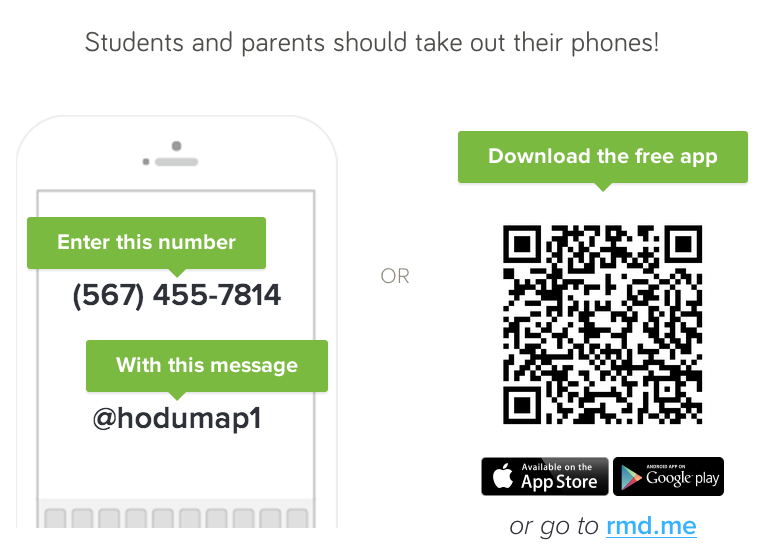 Students and parents should take out their phones!
Enter this number
(567) 455-7814
With this message
@hodumap1
OR
Download the free app
Available on the
App Store
ANDROID APP ON
Google play
or go to rmd.me